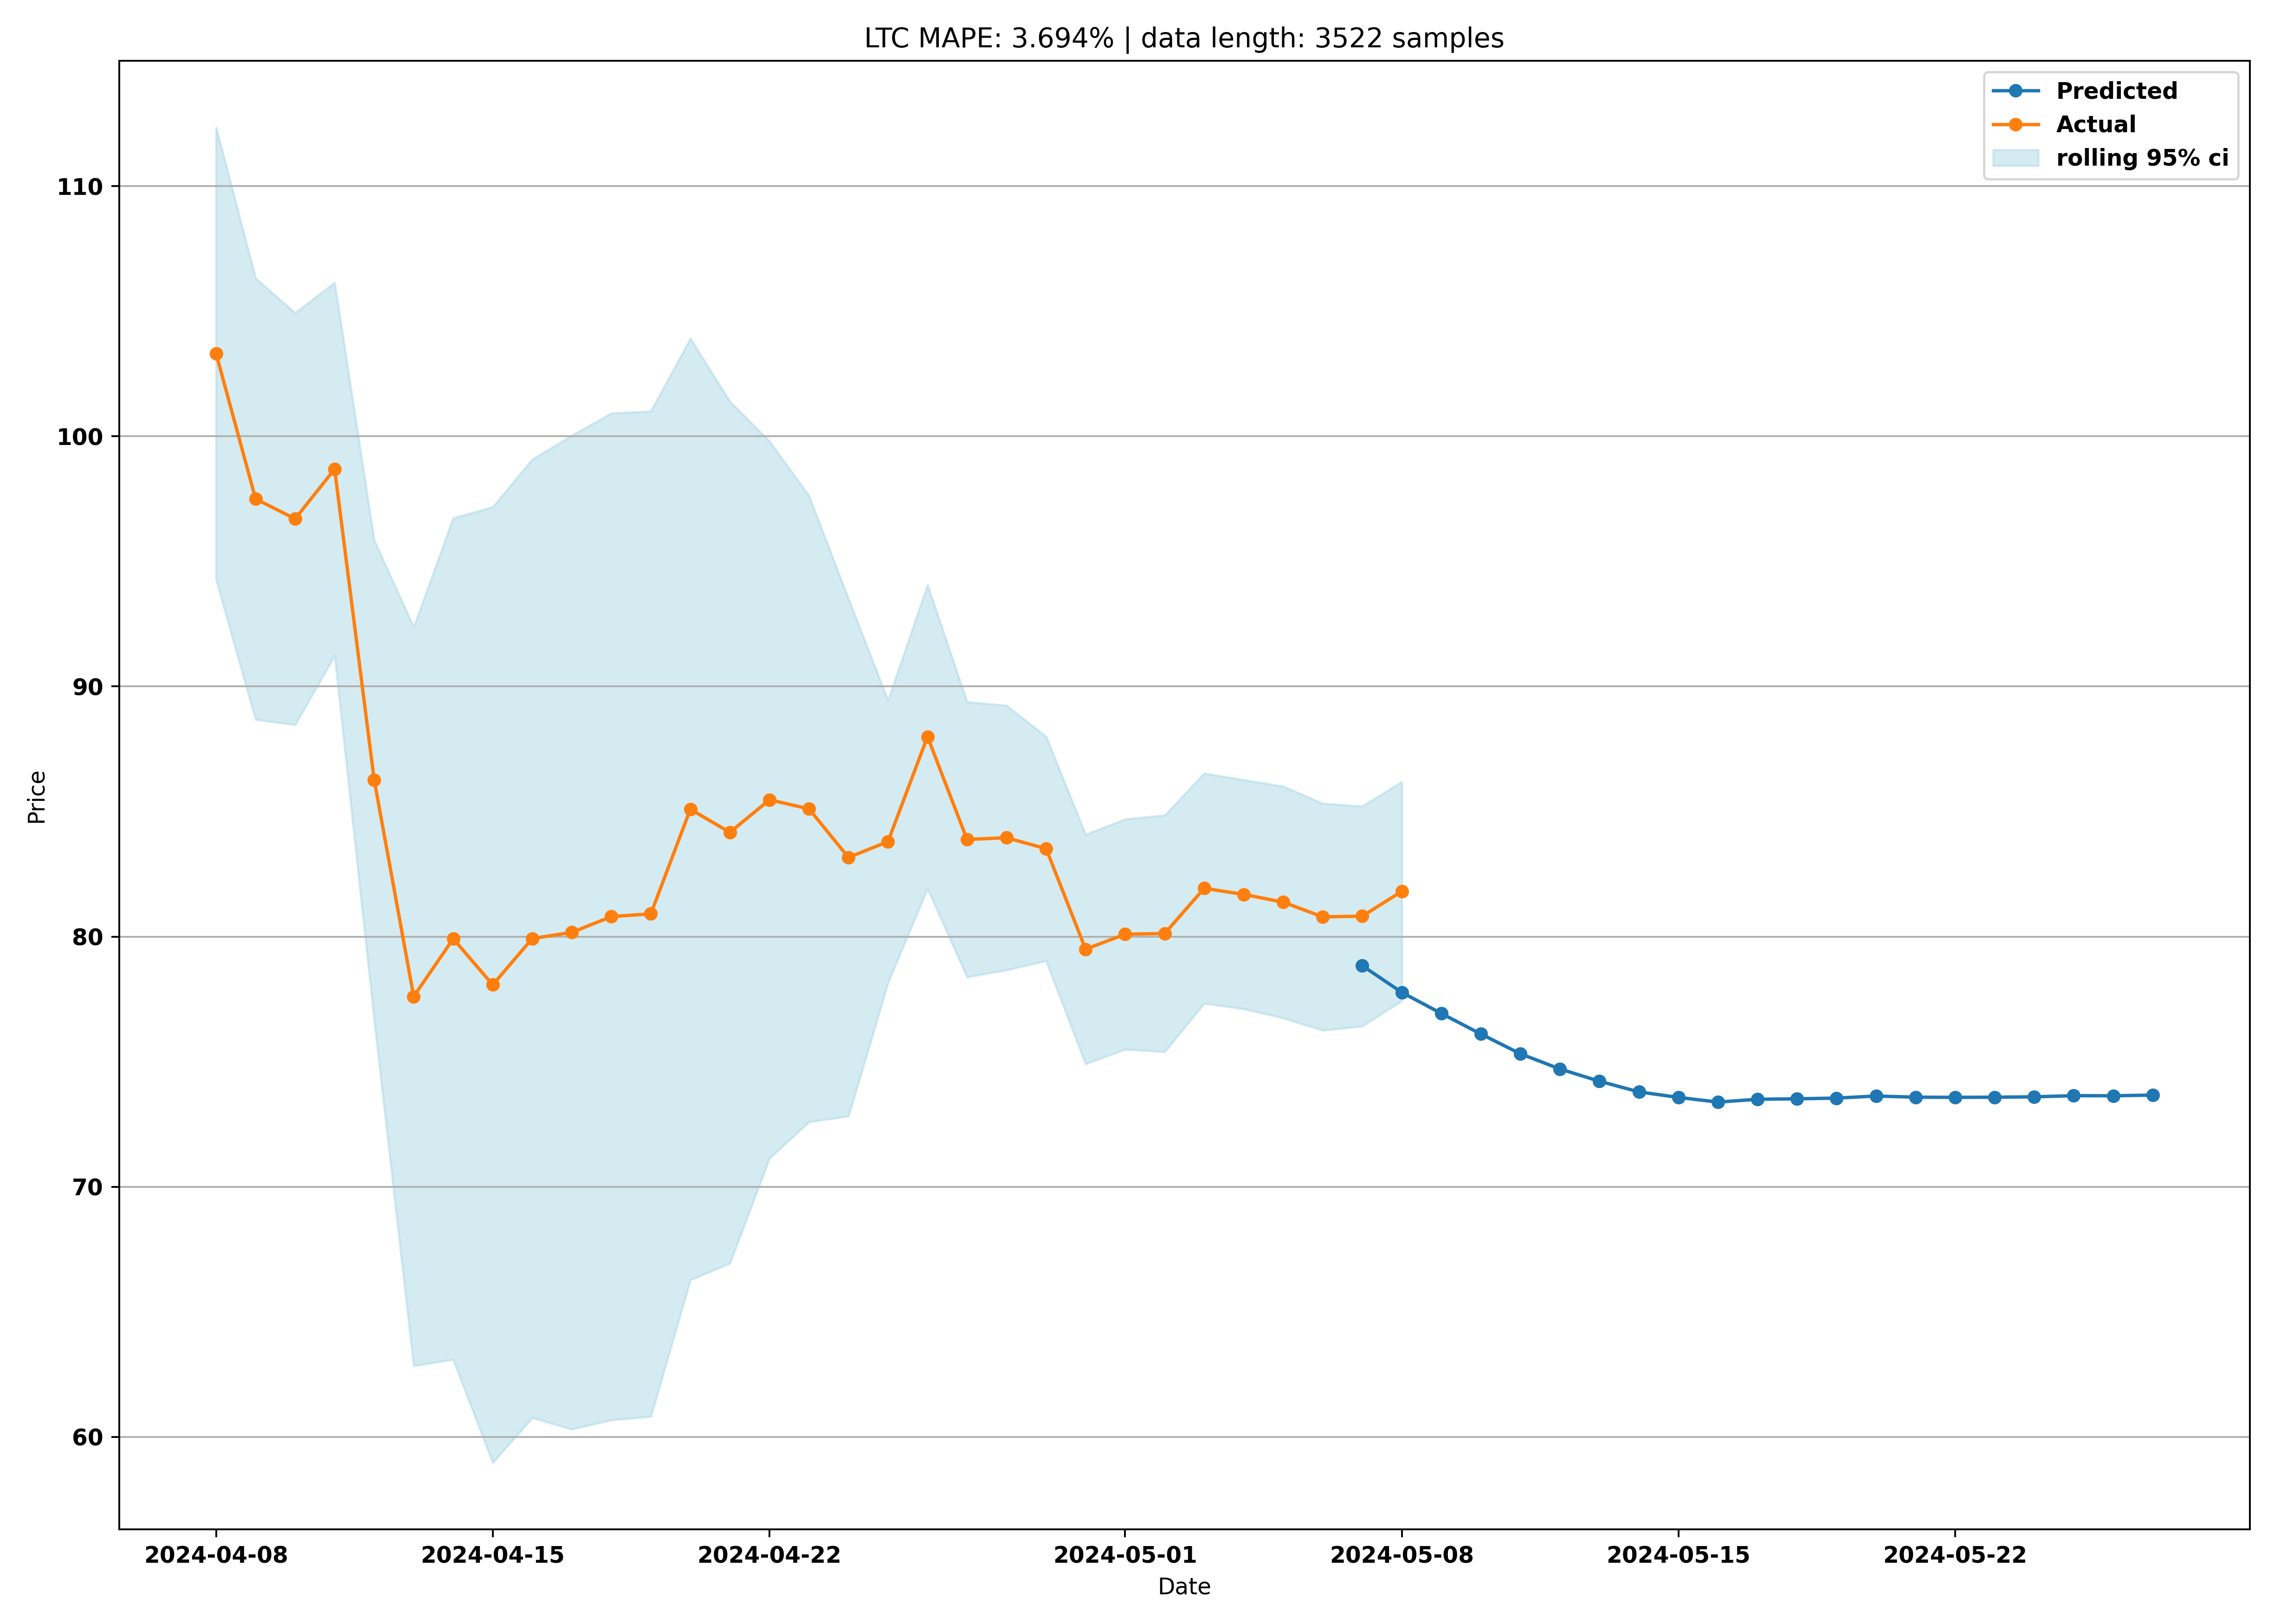 LTC MAPE: 3.694% | data length: 3522 samples
Predicted
Actual
rolling 95% ci
110
100
90
80
70
60
Price
2024-04-08
2024-04-15
2024-04-22
2024-05-01
2024-05-08
2024-05-15
2024-05-22
Date